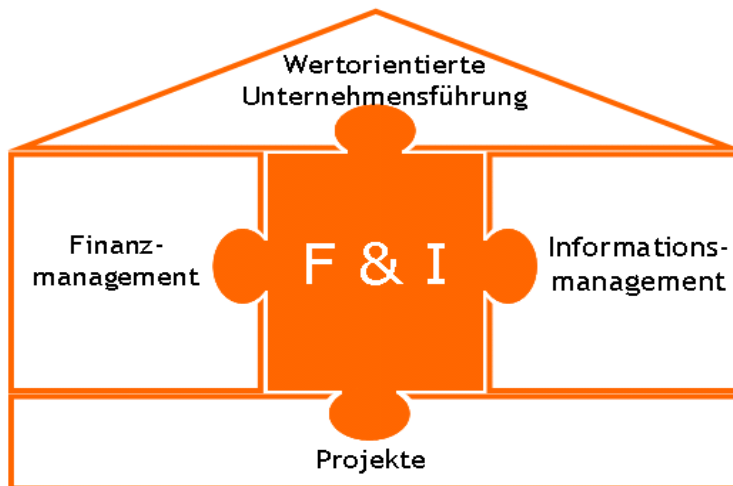 Wertorientierte
Unternehmensführung
Finanz-
management
F & I
Informations-
management
Projekte